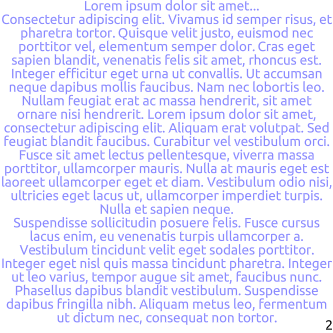 Lorem ipsum dolor sit amet...
Consectetur adipiscing elit. Vivamus id semper risus, et
pharetra tortor. Quisque velit justo, euismod nec
porttitor vel, elementum semper dolor. Cras eget
sapien blandit, venenatis felis sit amet, rhoncus est.
Integer efficitur eget urna ut convallis. Ut accumsan
neque dapibus mollis faucibus. Nam nec lobortis leo.
Nullam feugiat erat ac massa hendrerit, sit amet
ornare nisi hendrerit. Lorem ipsum dolor sit amet,
consectetur adipiscing elit. Aliquam erat volutpat. Sed
feugiat blandit faucibus. Curabitur vel vestibulum orci.
Fusce sit amet lectus pellentesque, viverra massa
porttitor, ullamcorper mauris. Nulla at mauris eget est
laoreet ullamcorper eget et diam. Vestibulum odio nisi,
ultricies eget lacus ut, ullamcorper imperdiet turpis.
Nulla et sapien neque.
Suspendisse sollicitudin posuere felis. Fusce cursus
lacus enim, eu venenatis turpis ullamcorper a.
Vestibulum tincidunt velit eget sodales porttitor.
Integer eget nisl quis massa tincidunt pharetra. Integer
ut leo varius, tempor augue sit amet, faucibus nunc.
Phasellus dapibus blandit vestibulum. Suspendisse
dapibus fringilla nibh. Aliquam metus leo, fermentum
ut dictum nec, consequat non tortor.
2